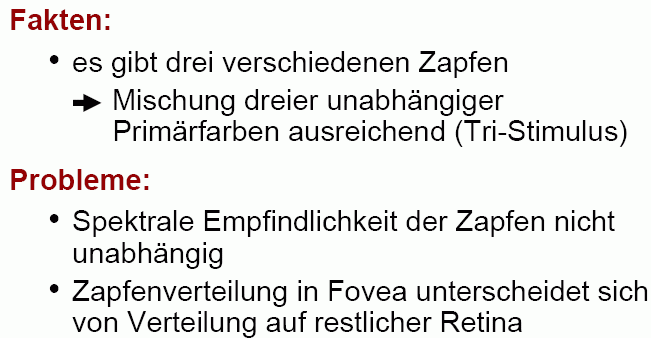 Fakten:
• es gibt drei verschiedenen Zapfen
➔ Mischung dreier unabhängiger
Primärfarben ausreichend (Tri-Stimulus)
Probleme:
• Spektrale Empfindlichkeit der Zapfen nicht
unabhängig
• Zapfenverteilung in Fovea unterscheidet sich
von Verteilung auf restlicher Retina